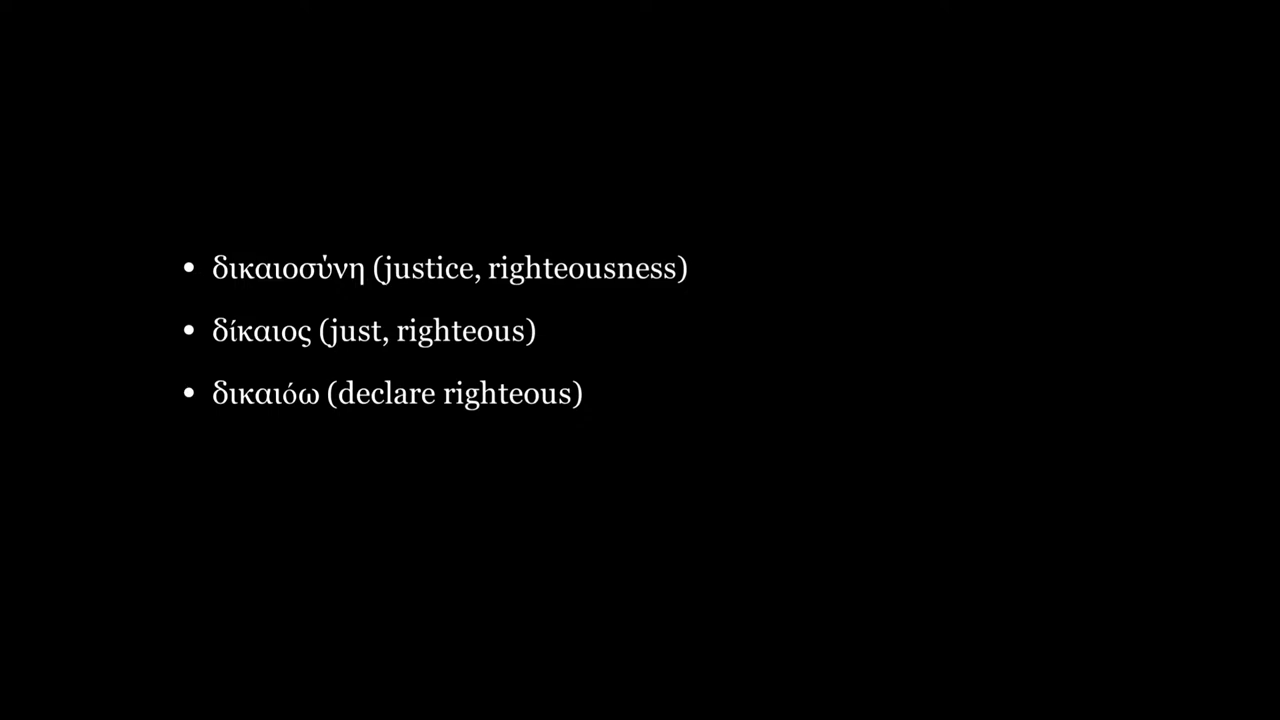 • δικαιοσύνη (justice, righteousness)
• δίκαιος (just, righteous)
• δικαιόω (declare righteous)